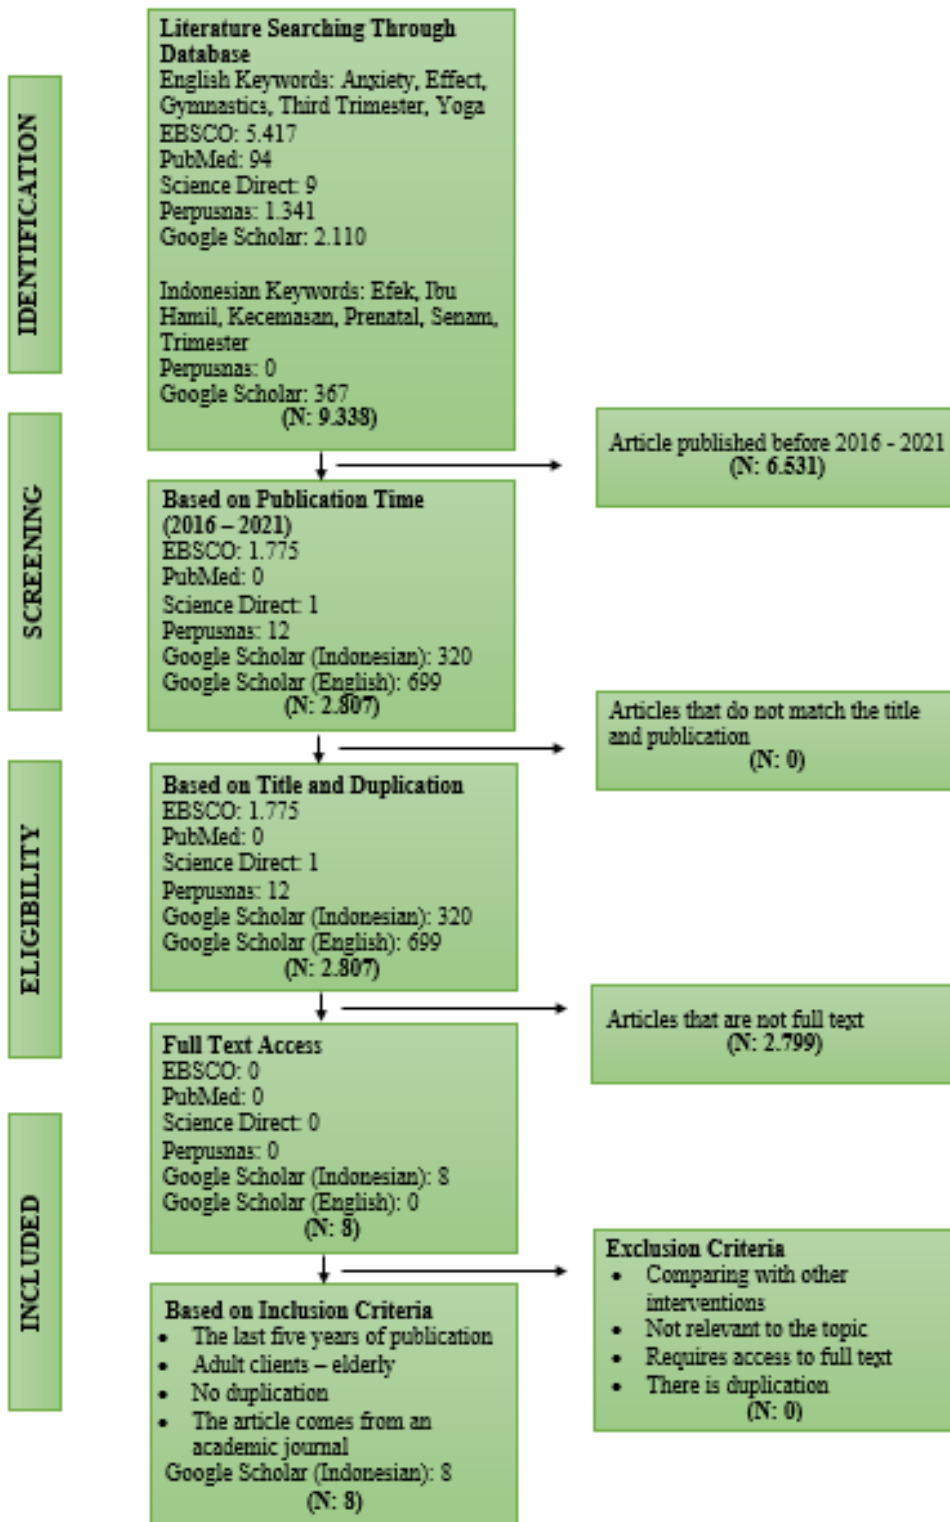 IDENTIFICATION
Literature Searching Through
Database
English Keywords: Anxiety, Effect,
Gymnastics, Third Trimester, Yoga
EBSCO: 5.417
PubMed: 94
Science Direct: 9
Perpusnas: 1.341
Google Scholar: 2.110
Indonesian Keywords: Efek, Ibu
Hamil, Kecemasan, Prenatal, Senam,
Trimester
Perpusnas: 0
Google Scholar: 367
(N: 9.338)
Article published before 2016 - 2021
(N: 6.531)
SCREENING
Based on Publication Time
(2016 – 2021)
EBSCO: 1.775
PubMed: 0
Science Direct: 1
Perpusnas: 12
Google Scholar (Indonesian): 320
Google Scholar (English): 699
(N: 2.807)
Articles that do not match the title
and publication
(N: 0)
ELIGIBILITY
Based on Title and Duplication
EBSCO: 1.775
PubMed: 0
Science Direct: 1
Perpusnas: 12
Google Scholar (Indonesian): 320
Google Scholar (English): 699
(N: 2.807)
Articles that are not full text
(N: 2.799)
Full Text Access
EBSCO: 0
PubMed: 0
Science Direct: 0
Perpusnas: 0
Google Scholar (Indonesian): 8
Google Scholar (English): 0
(N: 8)
INCLUDED
Exclusion Criteria
• Comparing with other
interventions
• Not relevant to the topic
• Requires access to full text
• There is duplication
(N: 0)
Based on Inclusion Criteria
• The last five years of publication
• Adult clients – elderly
• No duplication
• The article comes from an
academic journal
Google Scholar (Indonesian): 8
(N: 8)